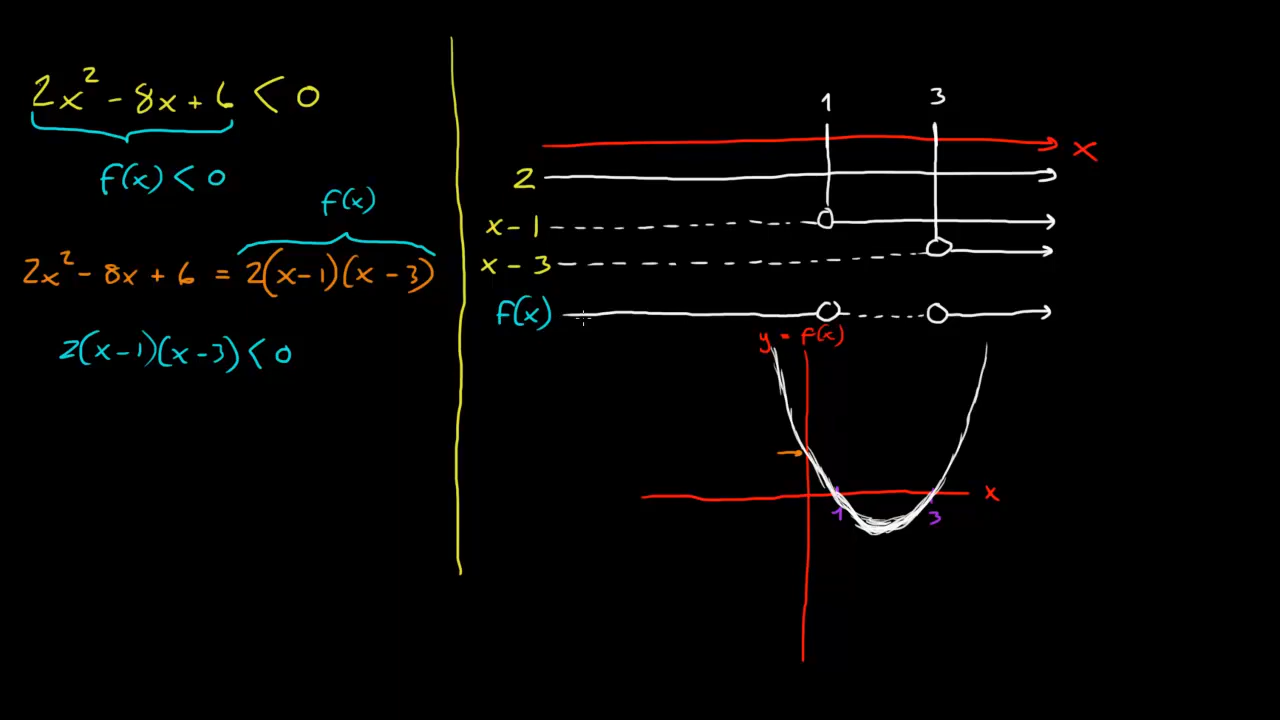 2x² - 8x + 6 < 0
f(x) < 0
f(x)
2x² - 8x + 6 = 2(x-1)(x-3)
2(x-1)(x-3) < 0
1 3
x
2
x-1
x-3
f(x)
y = f(x)
x
1 3